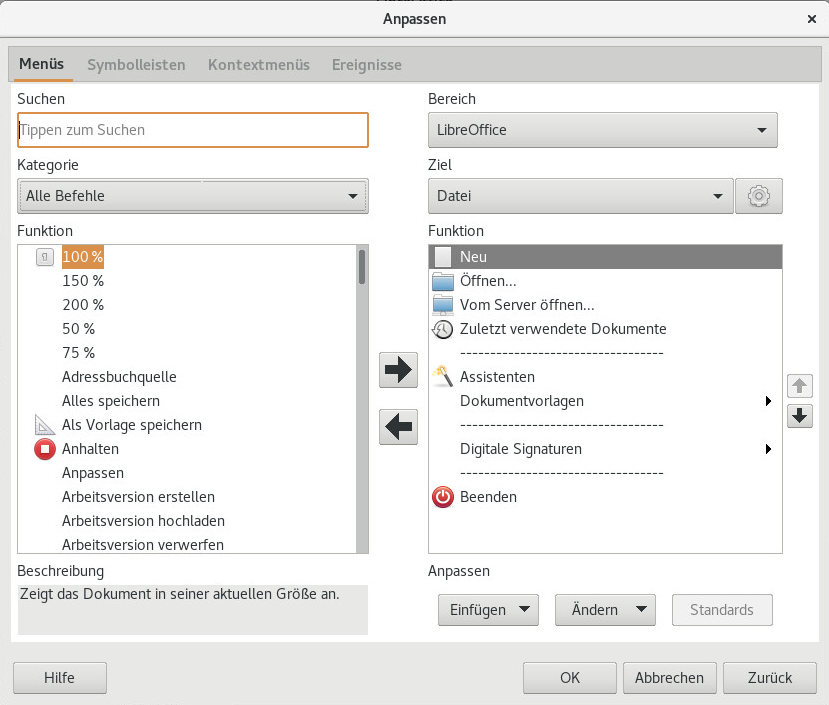 Anpassen
Menüs Symbolleisten Kontextmenüs Ereignisse
Suchen
Tippen zum Suchen
Kategorie
Alle Befehle
Funktion
100 %
150 %
200 %
50 %
75 %
Adressbuchquelle
Alles speichern
Als Vorlage speichern
Anhalten
Anpassen
Arbeitsversion erstellen
Arbeitsversion hochladen
Arbeitsversion verwerfen
Beschreibung
Zeigt das Dokument in seiner aktuellen Größe an.
Bereich
LibreOffice
Ziel
Datei
Funktion
Neu
Öffnen...
Vom Server öffnen...
Zuletzt verwendete Dokumente
----------------------------------
Assistenten
Dokumentvorlagen
----------------------------------
Digitale Signaturen
----------------------------------
Beenden
Anpassen
Einfügen Ändern Standards
Hilfe OK Abbrechen Zurück